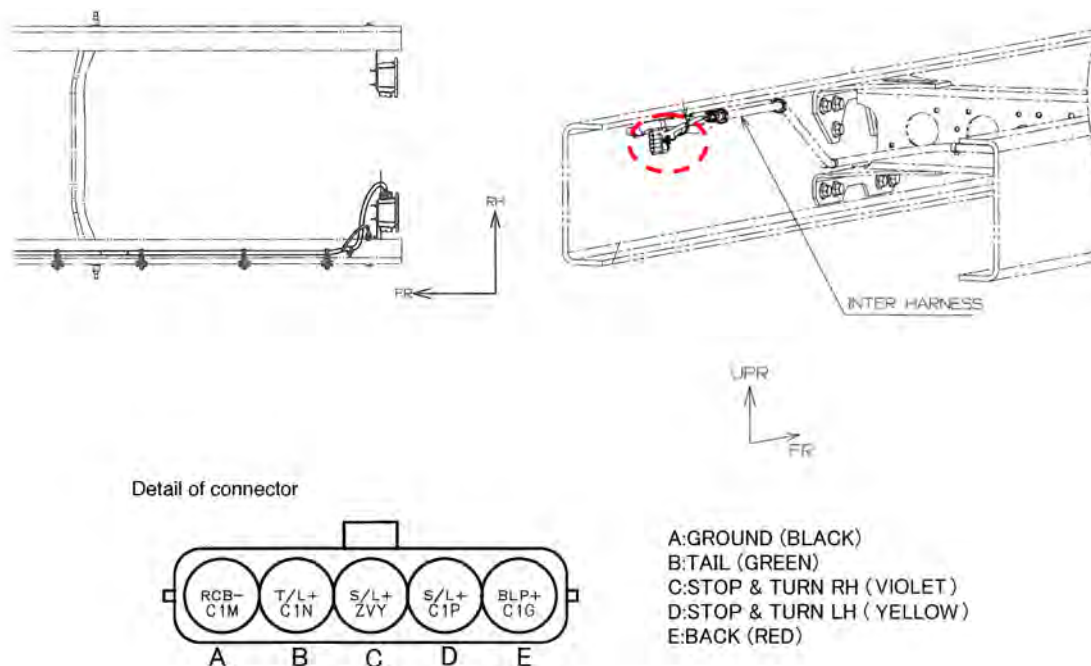 RH
FR
INTER HARNESS
UPR
FR
Detail of connector
RCB-
C1M
T/L+
C1N
S/L+
ZVY
S/L+
C1P
BLP+
C1G
A B C D E
A:GROUND (BLACK)
B:TAIL (GREEN)
C:STOP & TURN RH (VIOLET)
D:STOP & TURN LH (YELLOW)
E:BACK (RED)